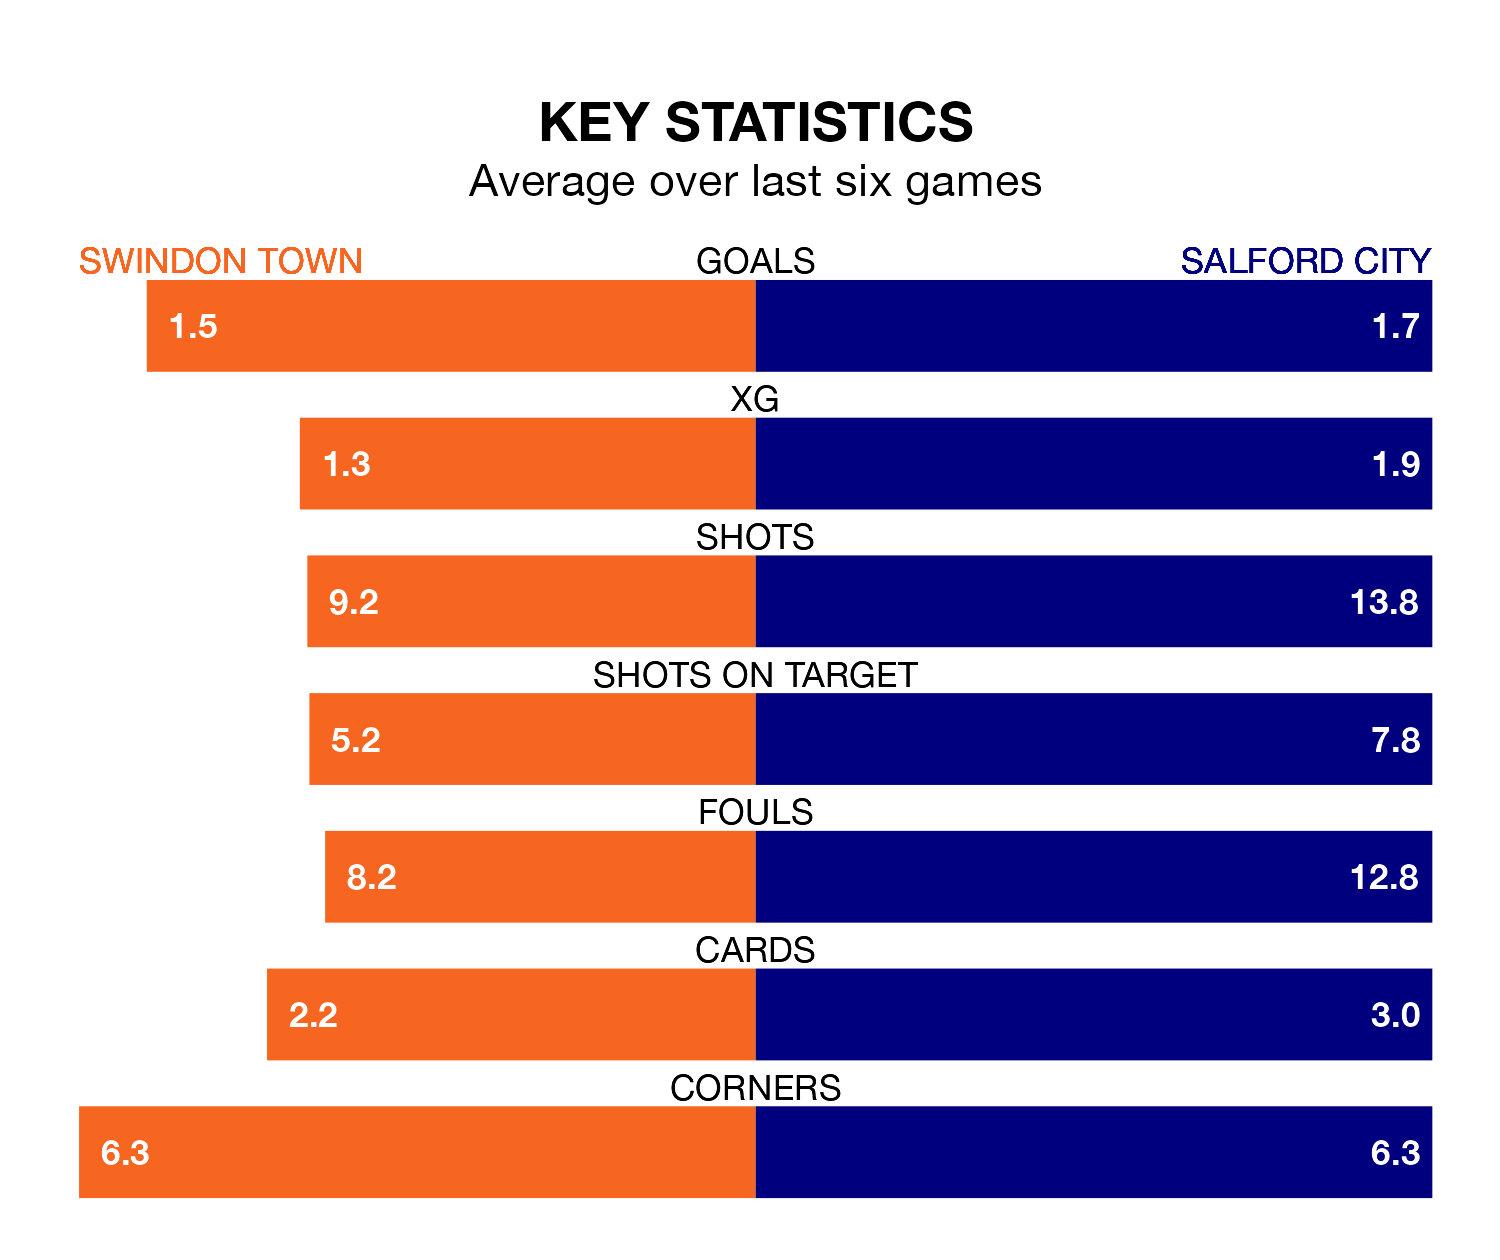 KEY STATISTICS
Average over last six games
SWINDON TOWN GOALS SALFORD CITY
1.5 1.7
XG
1.3 1.9
SHOTS
9.2 13.8
SHOTS ON TARGET
5.2 7.8
FOULS
8.2 12.8
CARDS
2.2 3.0
CORNERS
6.3 6.3